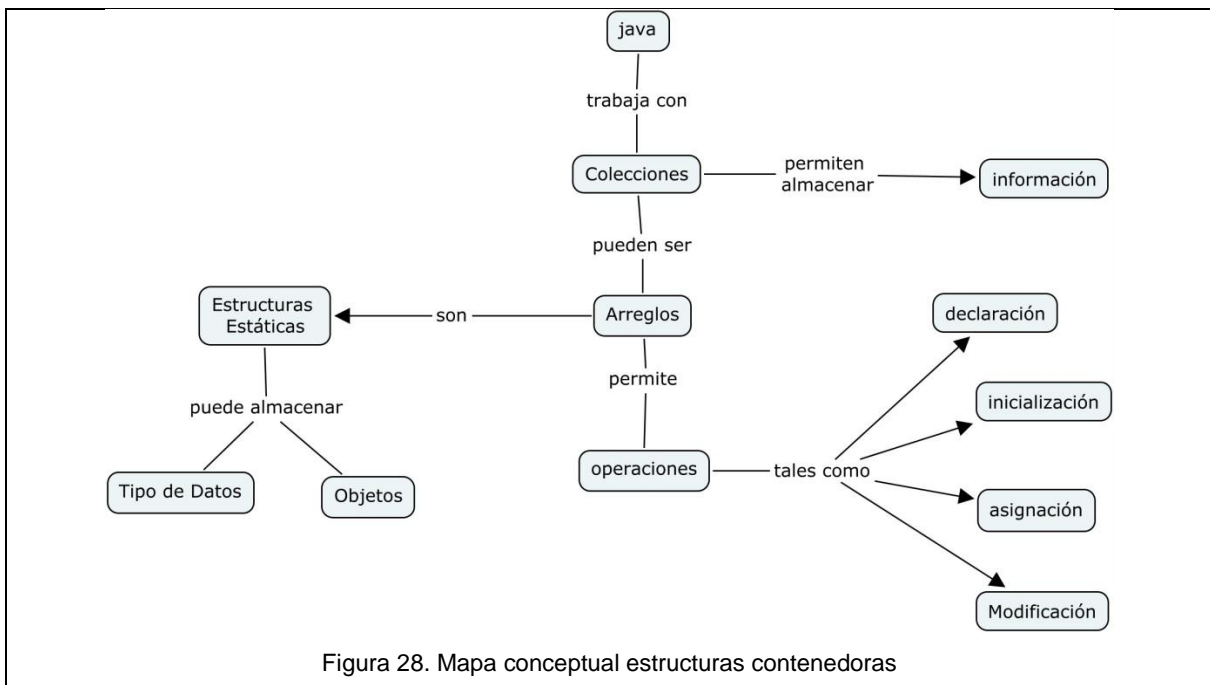 java
trabaja con
Colecciones
permiten
almacenar
información
pueden ser
Estructuras
Estáticas
son
Arreglos
declaración
permite
puede almacenar
inicialización
operaciones
tales como
Tipo de Datos
Objetos
asignación
Modificación
Figura 28. Mapa conceptual estructuras contenedoras